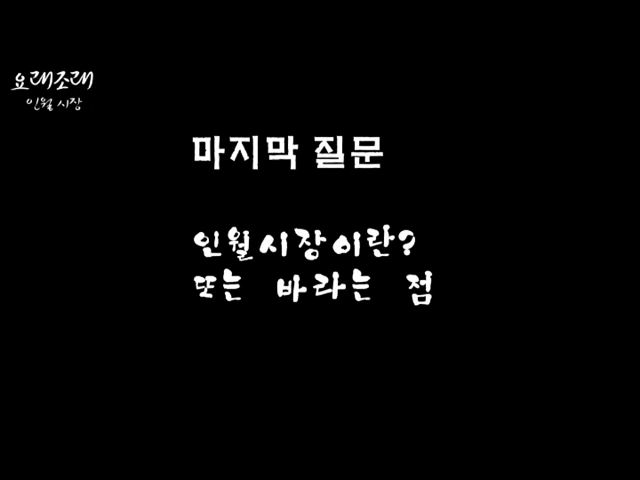 요래조래
인월 시장
마지막 질문
인월시장이란?
또는 바라는 점